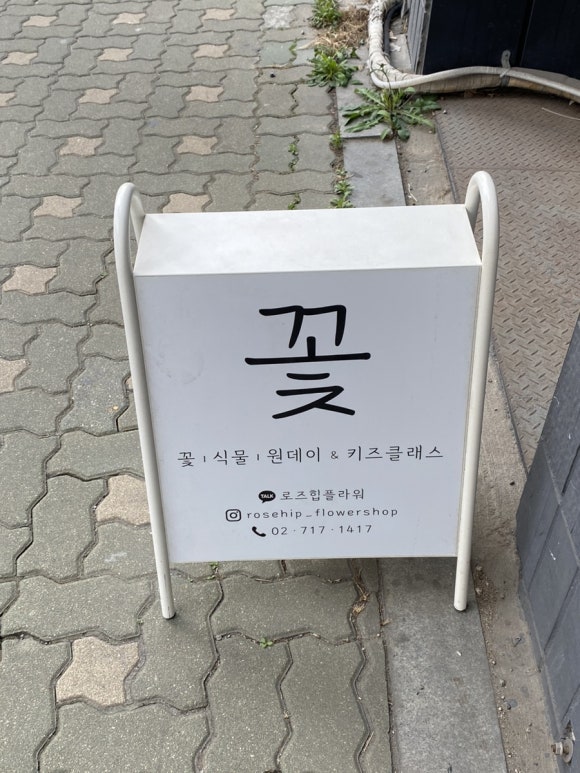 꽃
꽃 | 식물 | 원데이 & 키즈클래스
TALK 로즈힙플라워
rosehip_flowershop
02 · 717 · 1417